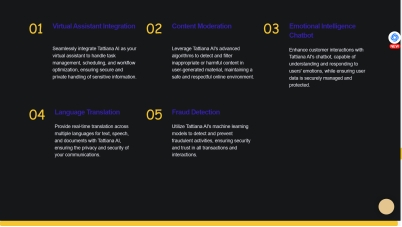 01 Virtual Assistant Integration
Seamlessly integrate Tattiana AI as your
virtual assistant to handle task
management, scheduling, and workflow
optimization, ensuring secure and
private handling of sensitive information.
02 Content Moderation
Leverage Tattiana AI's advanced
algorithms to detect and filter
inappropriate or harmful content in
user-generated material, maintaining a
safe and respectful online environment.
03 Emotional Intelligence
Chatbot
Enhance customer interactions with
Tattiana AI's chatbot, capable of
understanding and responding to
users' emotions, while ensuring user
data is securely managed and
protected.
04 Language Translation
Provide real-time translation across
multiple languages for text, speech,
and documents with Tattiana AI,
ensuring the privacy and security of
your communications.
05 Fraud Detection
Utilize Tattiana AI's machine learning
models to detect and prevent
fraudulent activities, ensuring security
and trust in all transactions and
interactions.